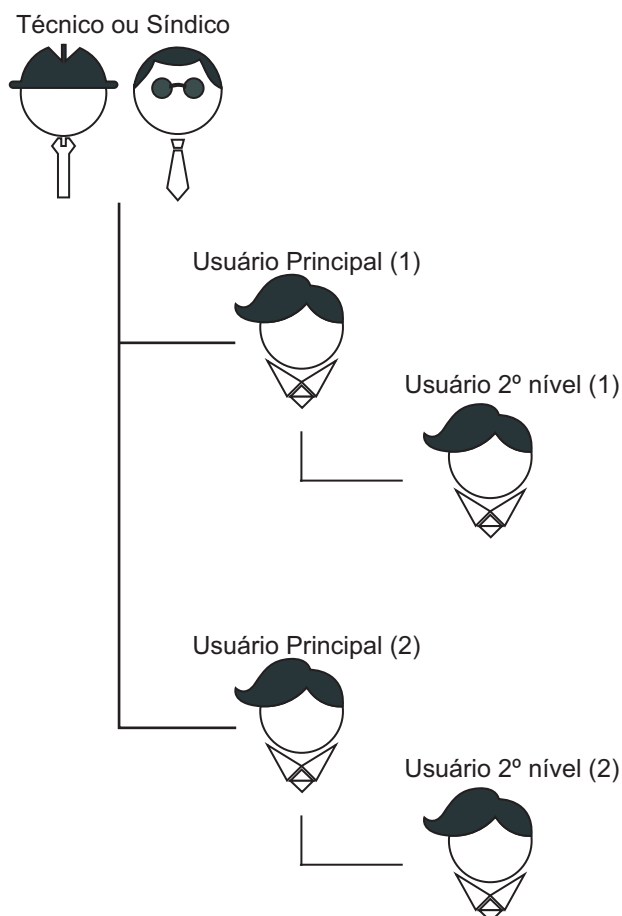 Técnico ou Síndico
Usuário Principal (1)
Usuário 2º nível (1)
Usuário Principal (2)
Usuário 2º nível (2)